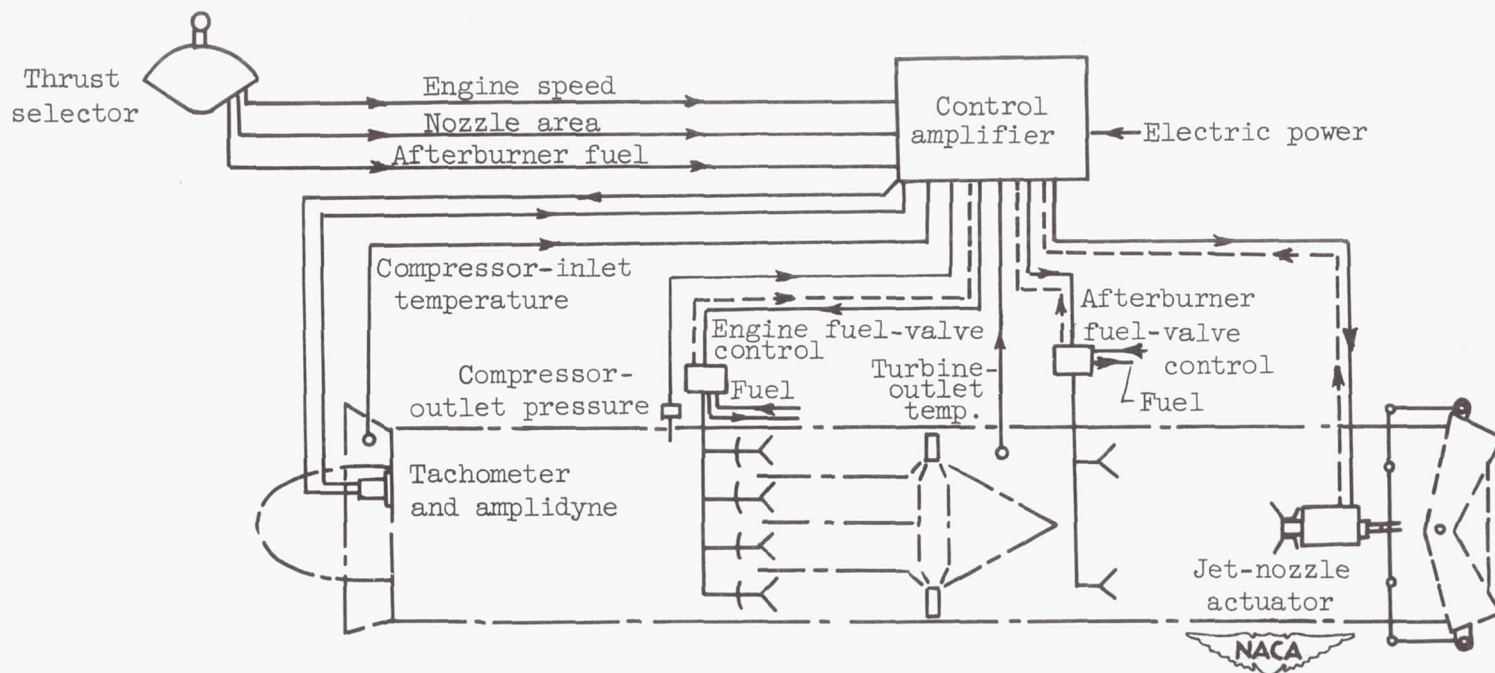 Thrust
selector
Engine speed
Nozzle area
Afterburner fuel
Control
amplifier
Electric power
Compressor-inlet
temperature
Engine fuel-valve
control
Afterburner
fuel-valve
control
Compressor-
outlet pressure
Fuel
Turbine-
outlet
temp.
Fuel
Tachometer
and amplidyne
Jet-nozzle
actuator
NACA